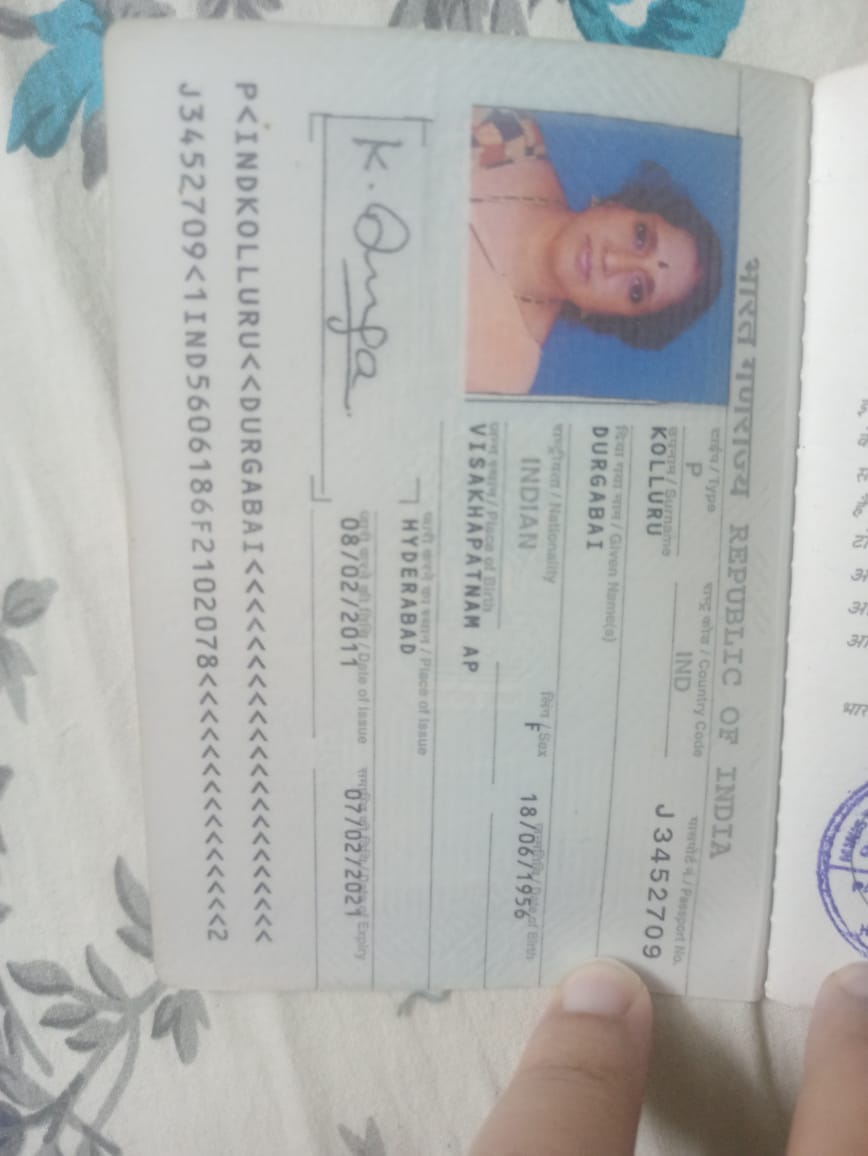 भारत गणराज्य REPUBLIC OF INDIA
टाईप / Type
P
राष्ट्र कोड / Country Code
IND
पासपोर्ट नं. / Passport No.
J3452709
उपनाम / Surname
KOLLURU
दिया गया नाम / Given Name(s)
DURGABAI
राष्ट्रीयता / Nationality
INDIAN
लिंग / Sex
F
जन्मतिथि / Date of Birth
18/06/1956
जन्म स्थान / Place of Birth
VISAKHAPATNAM AP
जारी करने का स्थान / Place of Issue
HYDERABAD
जारी करने की तिथि / Date of Issue
08/02/2011
समाप्ति की तिथि / Date of Expiry
07/02/2021
K. Durga
P<INDKOLLURU<<DURGABAI<<<<<<<<<<<<<<<<<<<<<<
J3452709<1IND5606186F2102078<<<<<<<<<<<<<<<2